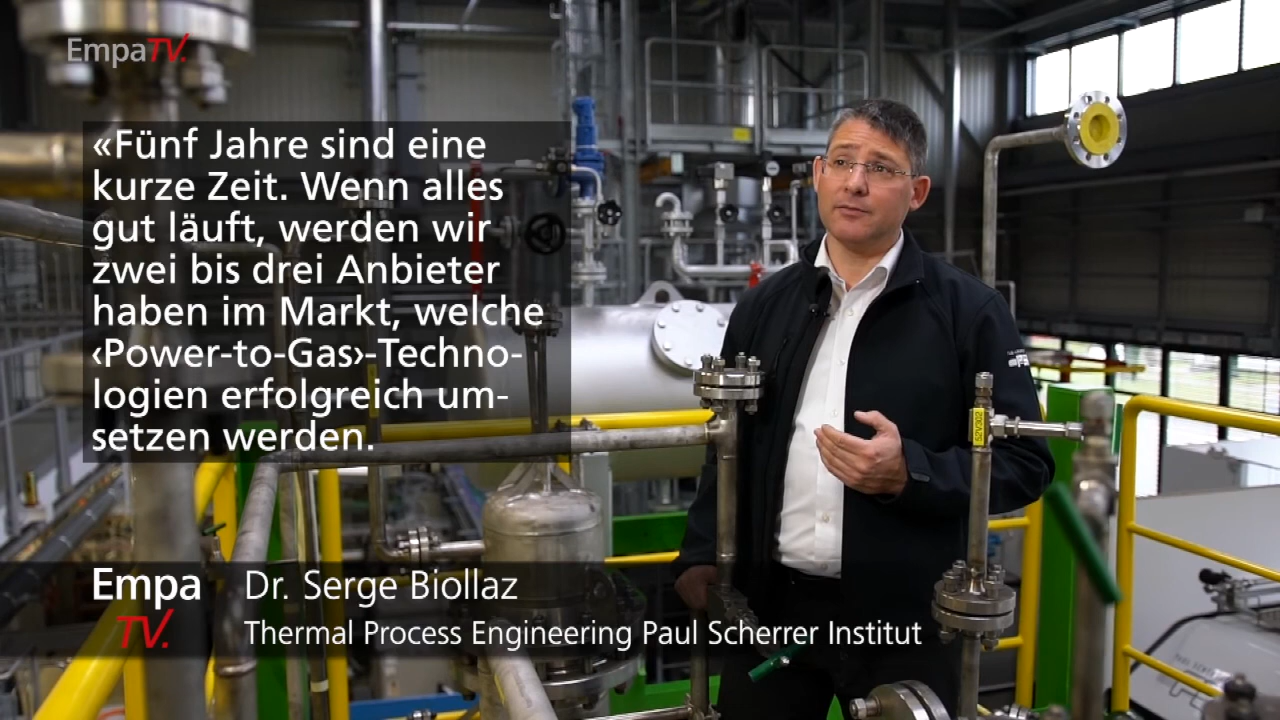 EmpaTV.
«Fünf Jahre sind eine
kurze Zeit. Wenn alles
gut läuft, werden wir
zwei bis drei Anbieter
haben im Markt, welche
‹Power-to-Gas›-Techno-
logien erfolgreich um-
setzen werden.
Empa
TV.
Dr. Serge Biollaz
Thermal Process Engineering Paul Scherrer Institut
52V302